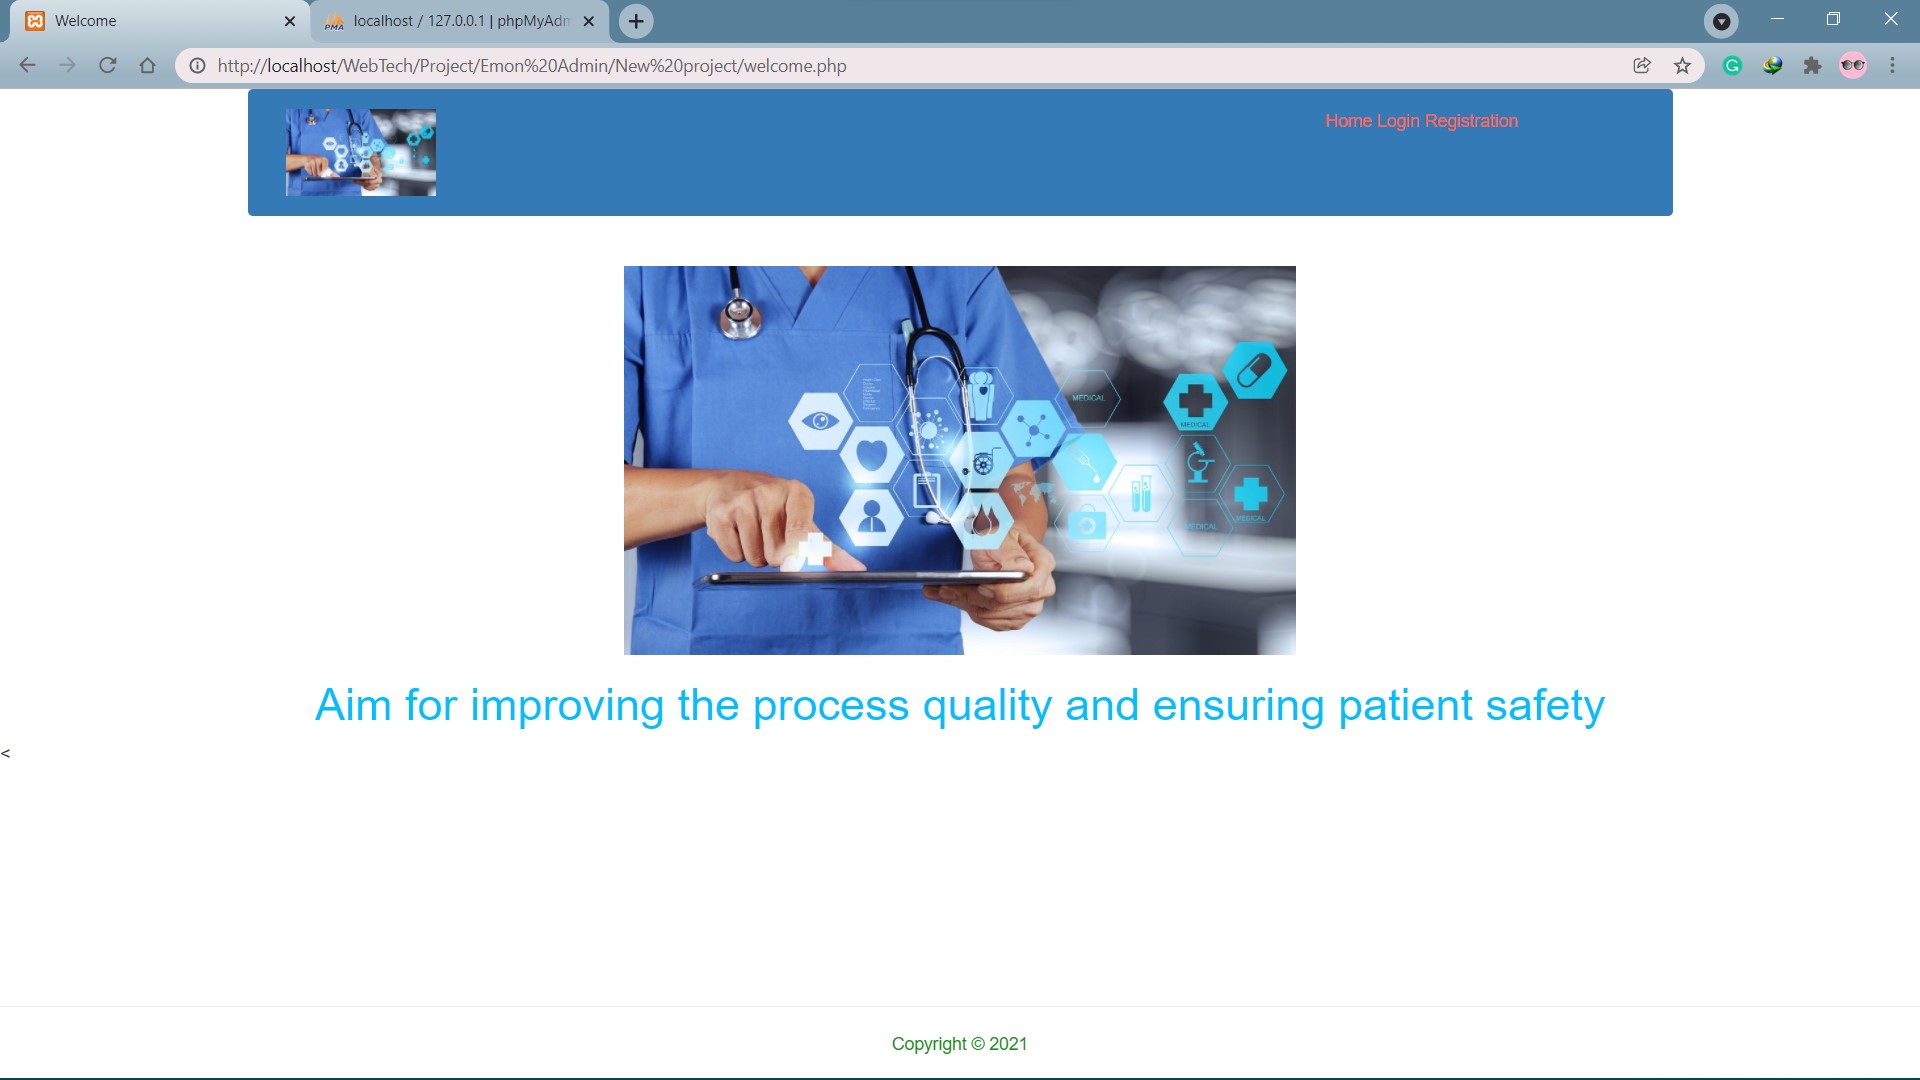 Welcome
localhost / 127.0.0.1 | phpMyAdm
http://localhost/WebTech/Project/Emon%20Admin/New%20project/welcome.php
Home Login Registration
MEDICAL
MEDICAL
MEDICAL
MEDICAL
Aim for improving the process quality and ensuring patient safety
<
Copyright © 2021